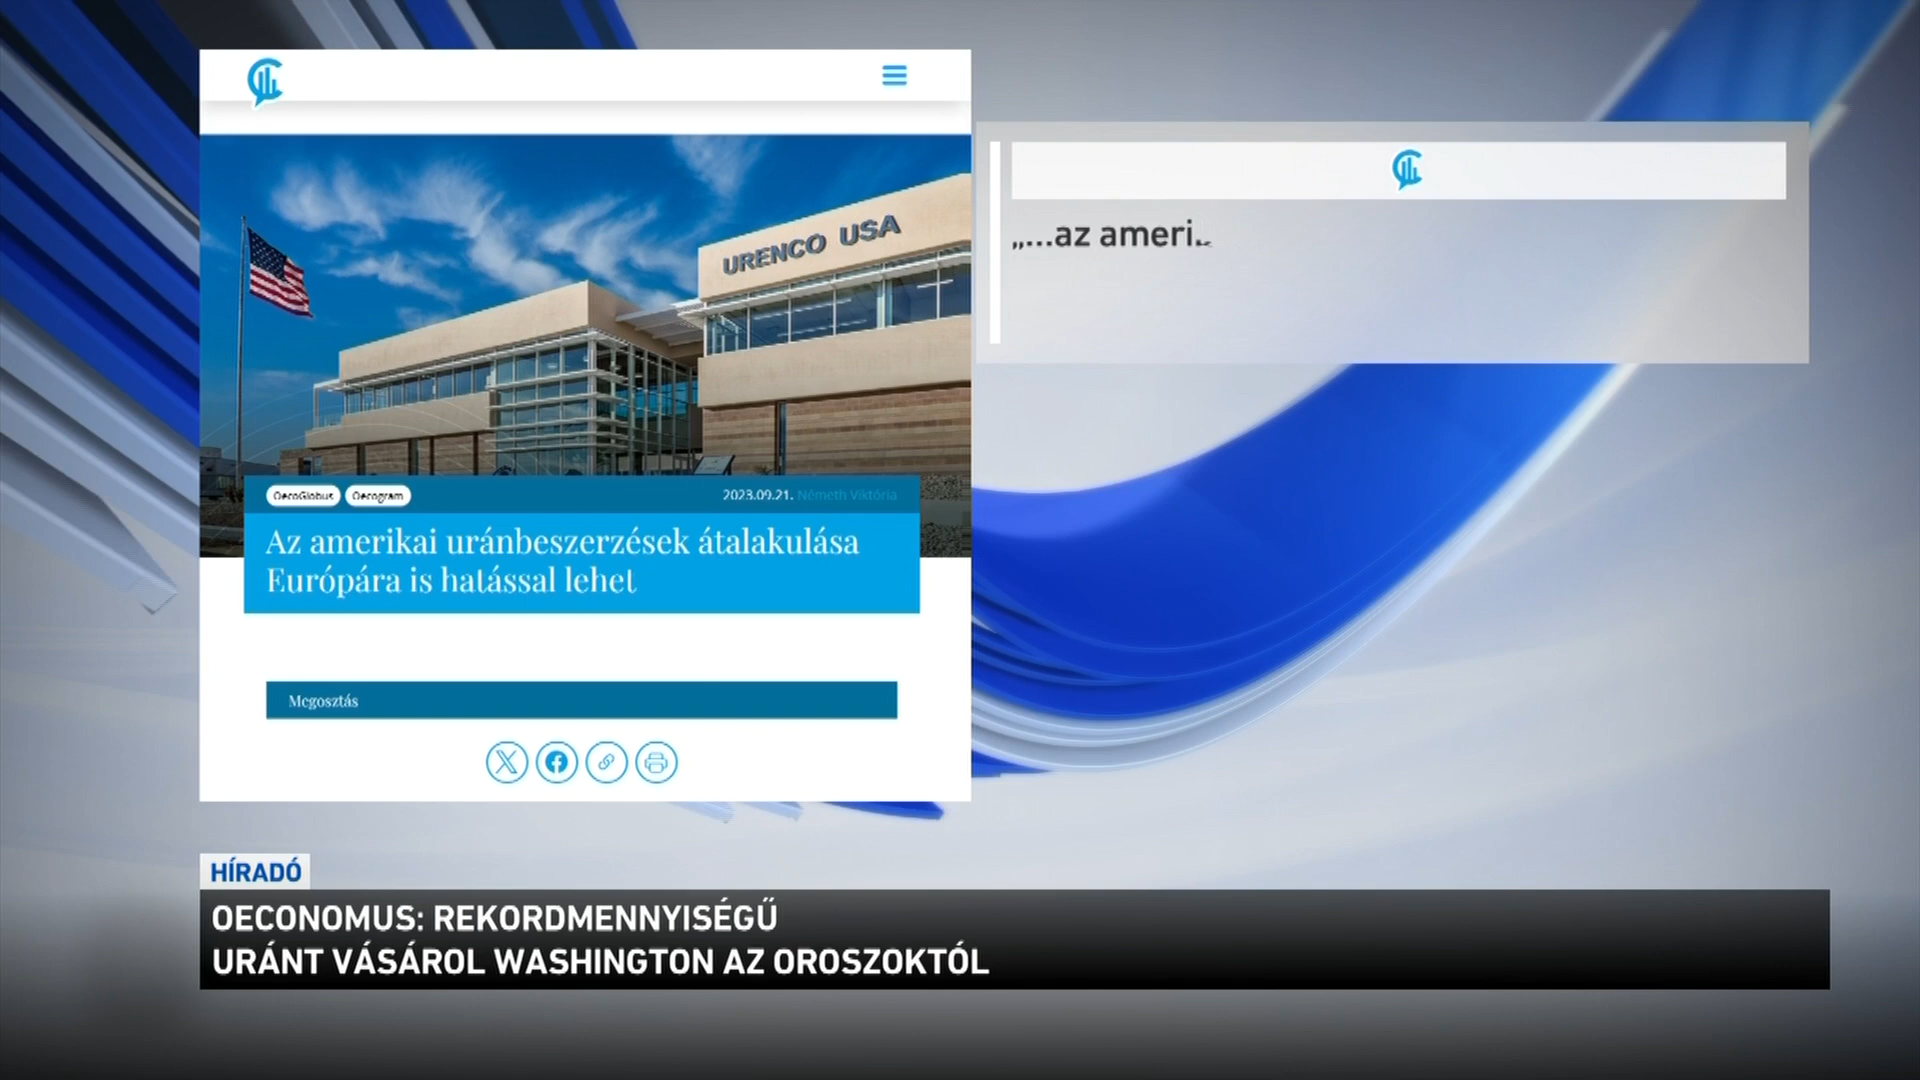 URENCO USA
OecoGlobus
Oecogram
2023.09.21. Németh Viktória
Az amerikai uránbeszerzések átalakulása
Európára is hatással lehet
Megosztás
„...az ameri
HÍRADÓ
OECONOMUS: REKORDMENNYISÉGŰ
URÁNT VÁSÁROL WASHINGTON AZ OROSZOKTÓL